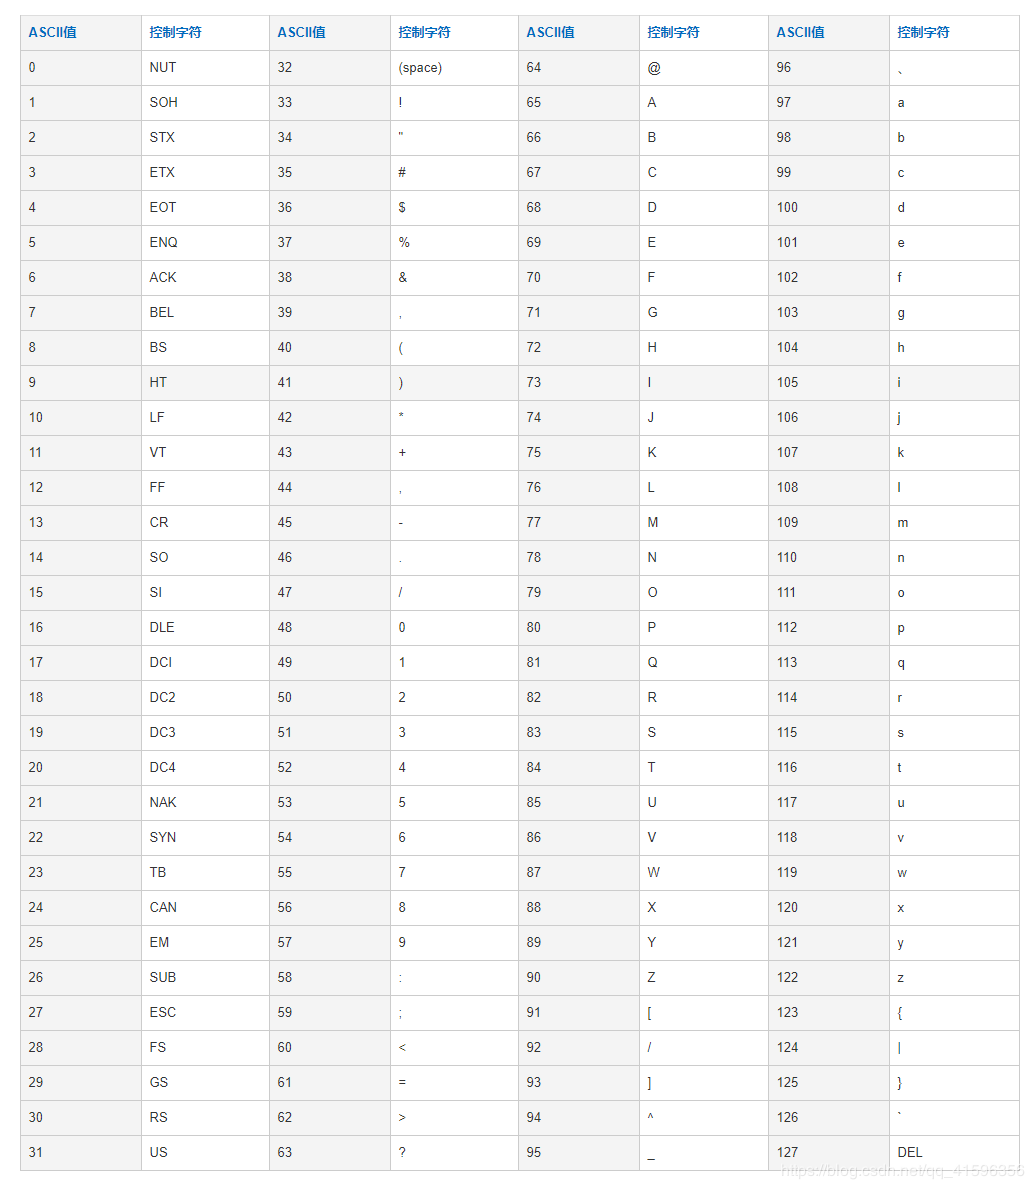 ASCII值 控制字符 ASCII值 控制字符 ASCII值 控制字符 ASCII值 控制字符
0 NUT 32 (space) 64 @ 96 、
1 SOH 33 ! 65 A 97 a
2 STX 34 " 66 B 98 b
3 ETX 35 # 67 C 99 c
4 EOT 36 $ 68 D 100 d
5 ENQ 37 % 69 E 101 e
6 ACK 38 & 70 F 102 f
7 BEL 39 , 71 G 103 g
8 BS 40 ( 72 H 104 h
9 HT 41 ) 73 I 105 i
10 LF 42 * 74 J 106 j
11 VT 43 + 75 K 107 k
12 FF 44 , 76 L 108 l
13 CR 45 - 77 M 109 m
14 SO 46 . 78 N 110 n
15 SI 47 / 79 O 111 o
16 DLE 48 0 80 P 112 p
17 DCI 49 1 81 Q 113 q
18 DC2 50 2 82 R 114 r
19 DC3 51 3 83 S 115 s
20 DC4 52 4 84 T 116 t
21 NAK 53 5 85 U 117 u
22 SYN 54 6 86 V 118 v
23 TB 55 7 87 W 119 w
24 CAN 56 8 88 X 120 x
25 EM 57 9 89 Y 121 y
26 SUB 58 : 90 Z 122 z
27 ESC 59 ; 91 [ 123 {
28 FS 60 < 92 / 124 |
29 GS 61 = 93 ] 125 }
30 RS 62 > 94 ^ 126 `
31 US 63 ? 95 _ 127 DEL
https://blog.csdn.net/qq_41596356